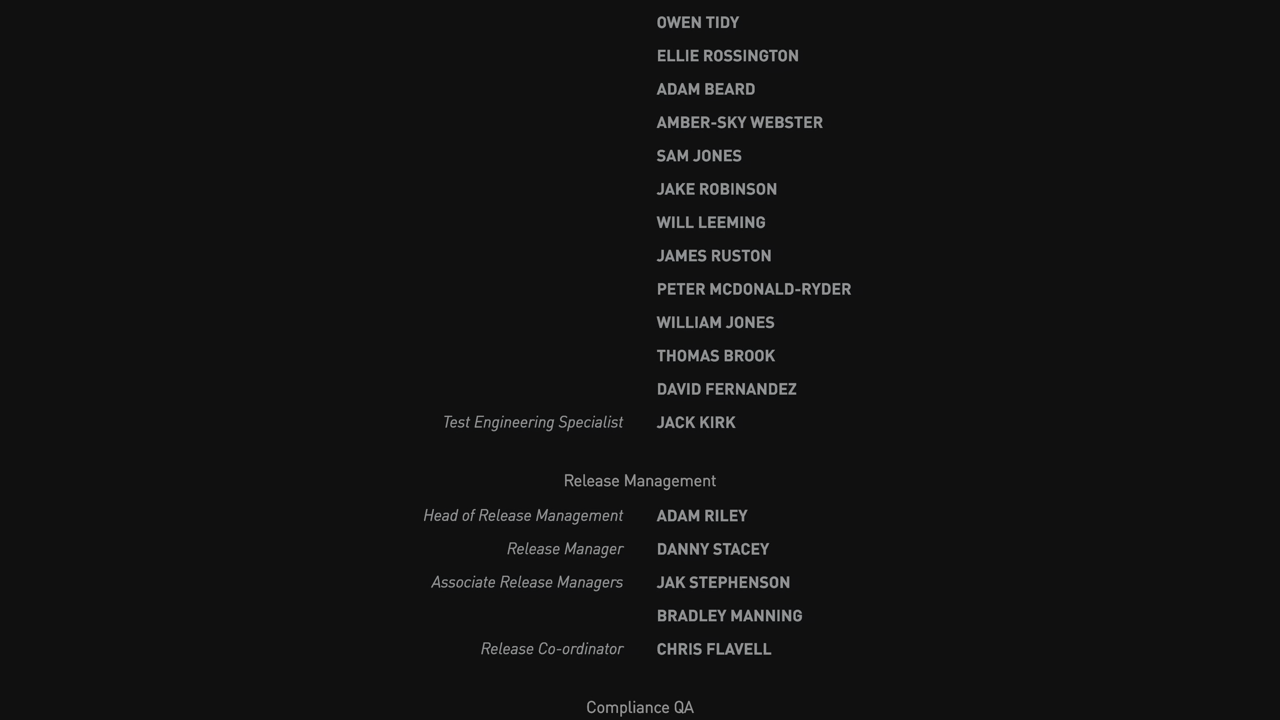 OWEN TIDY
ELLIE ROSSINGTON
ADAM BEARD
AMBER-SKY WEBSTER
SAM JONES
JAKE ROBINSON
WILL LEEMING
JAMES RUSTON
PETER MCDONALD-RYDER
WILLIAM JONES
THOMAS BROOK
DAVID FERNANDEZ
Test Engineering Specialist JACK KIRK
Release Management
Head of Release Management ADAM RILEY
Release Manager DANNY STACEY
Associate Release Managers JAK STEPHENSON
BRADLEY MANNING
Release Co-ordinator CHRIS FLAVELL
Compliance QA